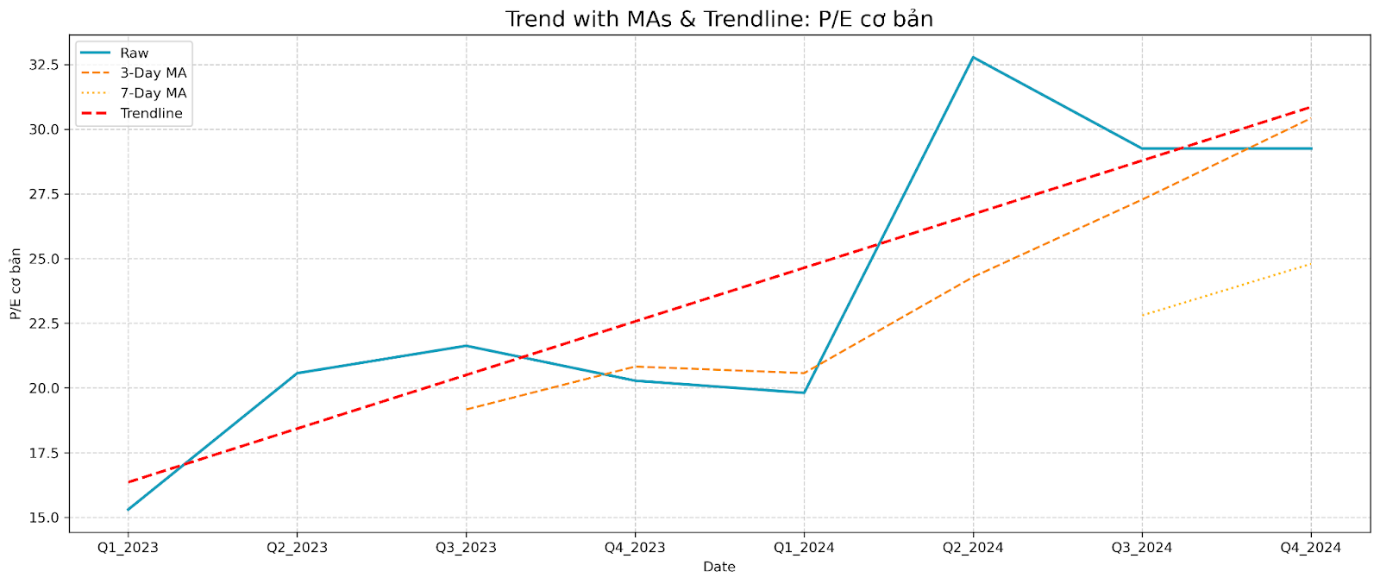 Trend with MAs & Trendline: P/E cơ bản
Raw
3-Day MA
7-Day MA
Trendline
P/E cơ bản
32.5
30.0
27.5
25.0
22.5
20.0
17.5
15.0
Q1_2023 Q2_2023 Q3_2023 Q4_2023 Q1_2024 Q2_2024 Q3_2024 Q4_2024
Date